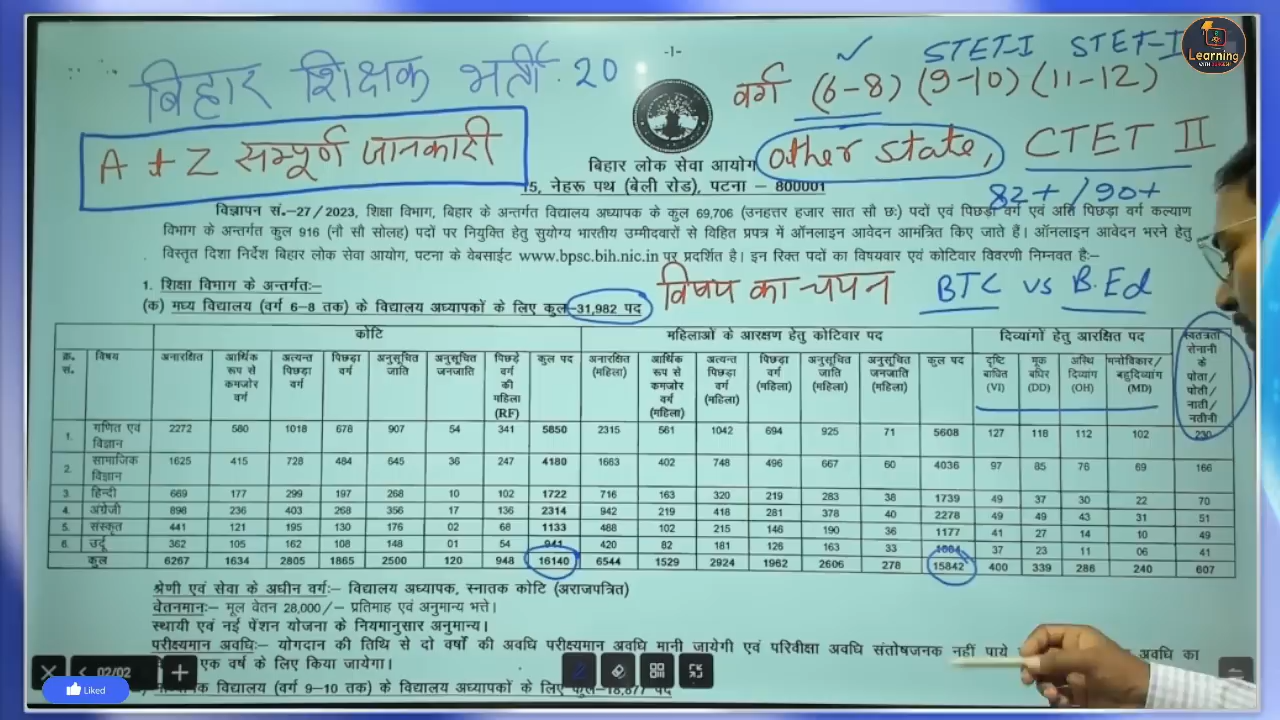 -1-
STET-I STET-I
Learning
बिहार शिक्षक भर्ती 20
वर्ग (6-8) (9-10) (11-12)
A to Z सम्पूर्ण जानकारी
बिहार लोक सेवा आयोग
other state, CTET II
15, नेहरू पथ (बेली रोड), पटना – 800001
82+ / 90+
विज्ञापन सं.–27/2023, शिक्षा विभाग, बिहार के अन्तर्गत विद्यालय अध्यापक के कुल 69,706 (उनहत्तर हजार सात सौ छः) पदों एवं पिछड़ा वर्ग एवं अति पिछड़ा वर्ग कल्याण
विभाग के अन्तर्गत कुल 916 (नौ सौ सोलह) पदों पर नियुक्ति हेतु सुयोग्य भारतीय उम्मीदवारों से विहित प्रपत्र में ऑनलाइन आवेदन आमंत्रित किए जाते हैं। ऑनलाइन आवेदन भरने हेतु
विस्तृत दिशा निर्देश बिहार लोक सेवा आयोग, पटना के वेबसाईट www.bpsc.bih.nic.in पर प्रदर्शित है। इन रिक्त पदों का विषयवार एवं कोटिवार विवरणी निम्नवत है:–
1. शिक्षा विभाग के अन्तर्गत:–
विषय का चयन BTC vs B.Ed
(क) मध्य विद्यालय (वर्ग 6–8 तक) के विद्यालय अध्यापकों के लिए कुल–31,982 पद
कोटि महिलाओं के आरक्षण हेतु कोटिवार पद दिव्यांगों हेतु आरक्षित पद स्वतंत्रता सेनानी के पोता/ पोती/ नाती/ नतीनी
क्र. सं. विषय अनारक्षित आर्थिक रूप से कमजोर वर्ग अत्यन्त पिछड़ा वर्ग पिछड़ा वर्ग अनुसूचित जाति अनुसूचित जनजाति पिछड़े वर्ग की महिला (RF) कुल पद अनारक्षित (महिला) आर्थिक रूप से कमजोर वर्ग (महिला) अत्यन्त पिछड़ा वर्ग (महिला) पिछड़ा वर्ग (महिला) अनुसूचित जाति (महिला) अनुसूचित जनजाति (महिला) कुल पद दृष्टि बाधित (VI) मूक बधिर (DD) अस्थि दिव्यांग (OH) मनोविकार/ बहुदिव्यांग (MD)
1. गणित एवं विज्ञान 2272 580 1018 678 907 54 341 5850 2315 561 1042 694 925 71 5608 127 118 112 102 230
2. सामाजिक विज्ञान 1625 415 728 484 645 36 247 4180 1663 402 748 496 667 60 4036 97 85 76 69 166
3. हिन्दी 669 177 299 197 268 10 102 1722 716 163 320 219 283 38 1739 49 37 30 22 70
4. अंग्रेजी 898 236 403 268 356 17 136 2314 942 219 418 281 378 40 2278 49 49 43 31 51
5. संस्कृत 441 121 195 130 176 02 68 1133 488 102 215 146 190 36 1177 41 27 14 10 49
6. उर्दू 362 105 162 108 148 01 54 941 420 82 181 126 163 33 1004 37 23 11 06 41
कुल 6267 1634 2805 1865 2500 120 948 16140 6544 1529 2924 1962 2606 278 15842 400 339 286 240 607
श्रेणी एवं सेवा के अधीन वर्ग:– विद्यालय अध्यापक, स्नातक कोटि (अराजपत्रित)
वेतनमान:– मूल वेतन 28,000/– प्रतिमाह एवं अनुमान्य भत्ते।
स्थायी एवं नई पेंशन योजना के नियमानुसार अनुमान्य।
परीक्ष्यमान अवधि:– योगदान की तिथि से दो वर्षों की अवधि परीक्ष्यमान अवधि मानी जायेगी एवं परिवीक्षा अवधि संतोषजनक नहीं पाये अवधि का
02/02 एक वर्ष के लिए किया जायेगा।
Liked विद्यालय (वर्ग 9–10 तक) के विद्यालय अध्यापकों के लिए कुल–18,877 पद